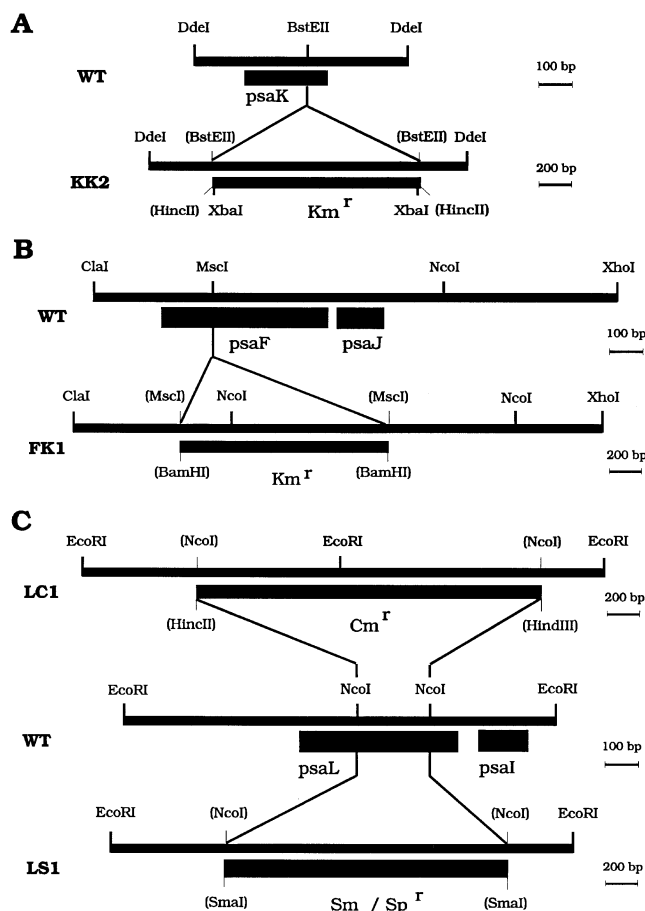 A
DdeI BstEII DdeI
WT
100 bp
psaK
DdeI (BstEII) (BstEII) DdeI
200 bp
KK2
(HincII) XbaI Km r XbaI (HincII)
B
ClaI MscI NcoI XhoI
WT
psaF psaJ
100 bp
ClaI (MscI) NcoI (MscI) NcoI XhoI
FK1
(BamHI) Km r (BamHI)
200 bp
C
EcoRI (NcoI) EcoRI (NcoI) EcoRI
LC1
200 bp
(HincII) Cm r (HindIII)
EcoRI NcoI NcoI EcoRI
WT
100 bp
psaL psaI
EcoRI (NcoI) (NcoI) EcoRI
LS1
200 bp
(SmaI) Sm / Sp r (SmaI)